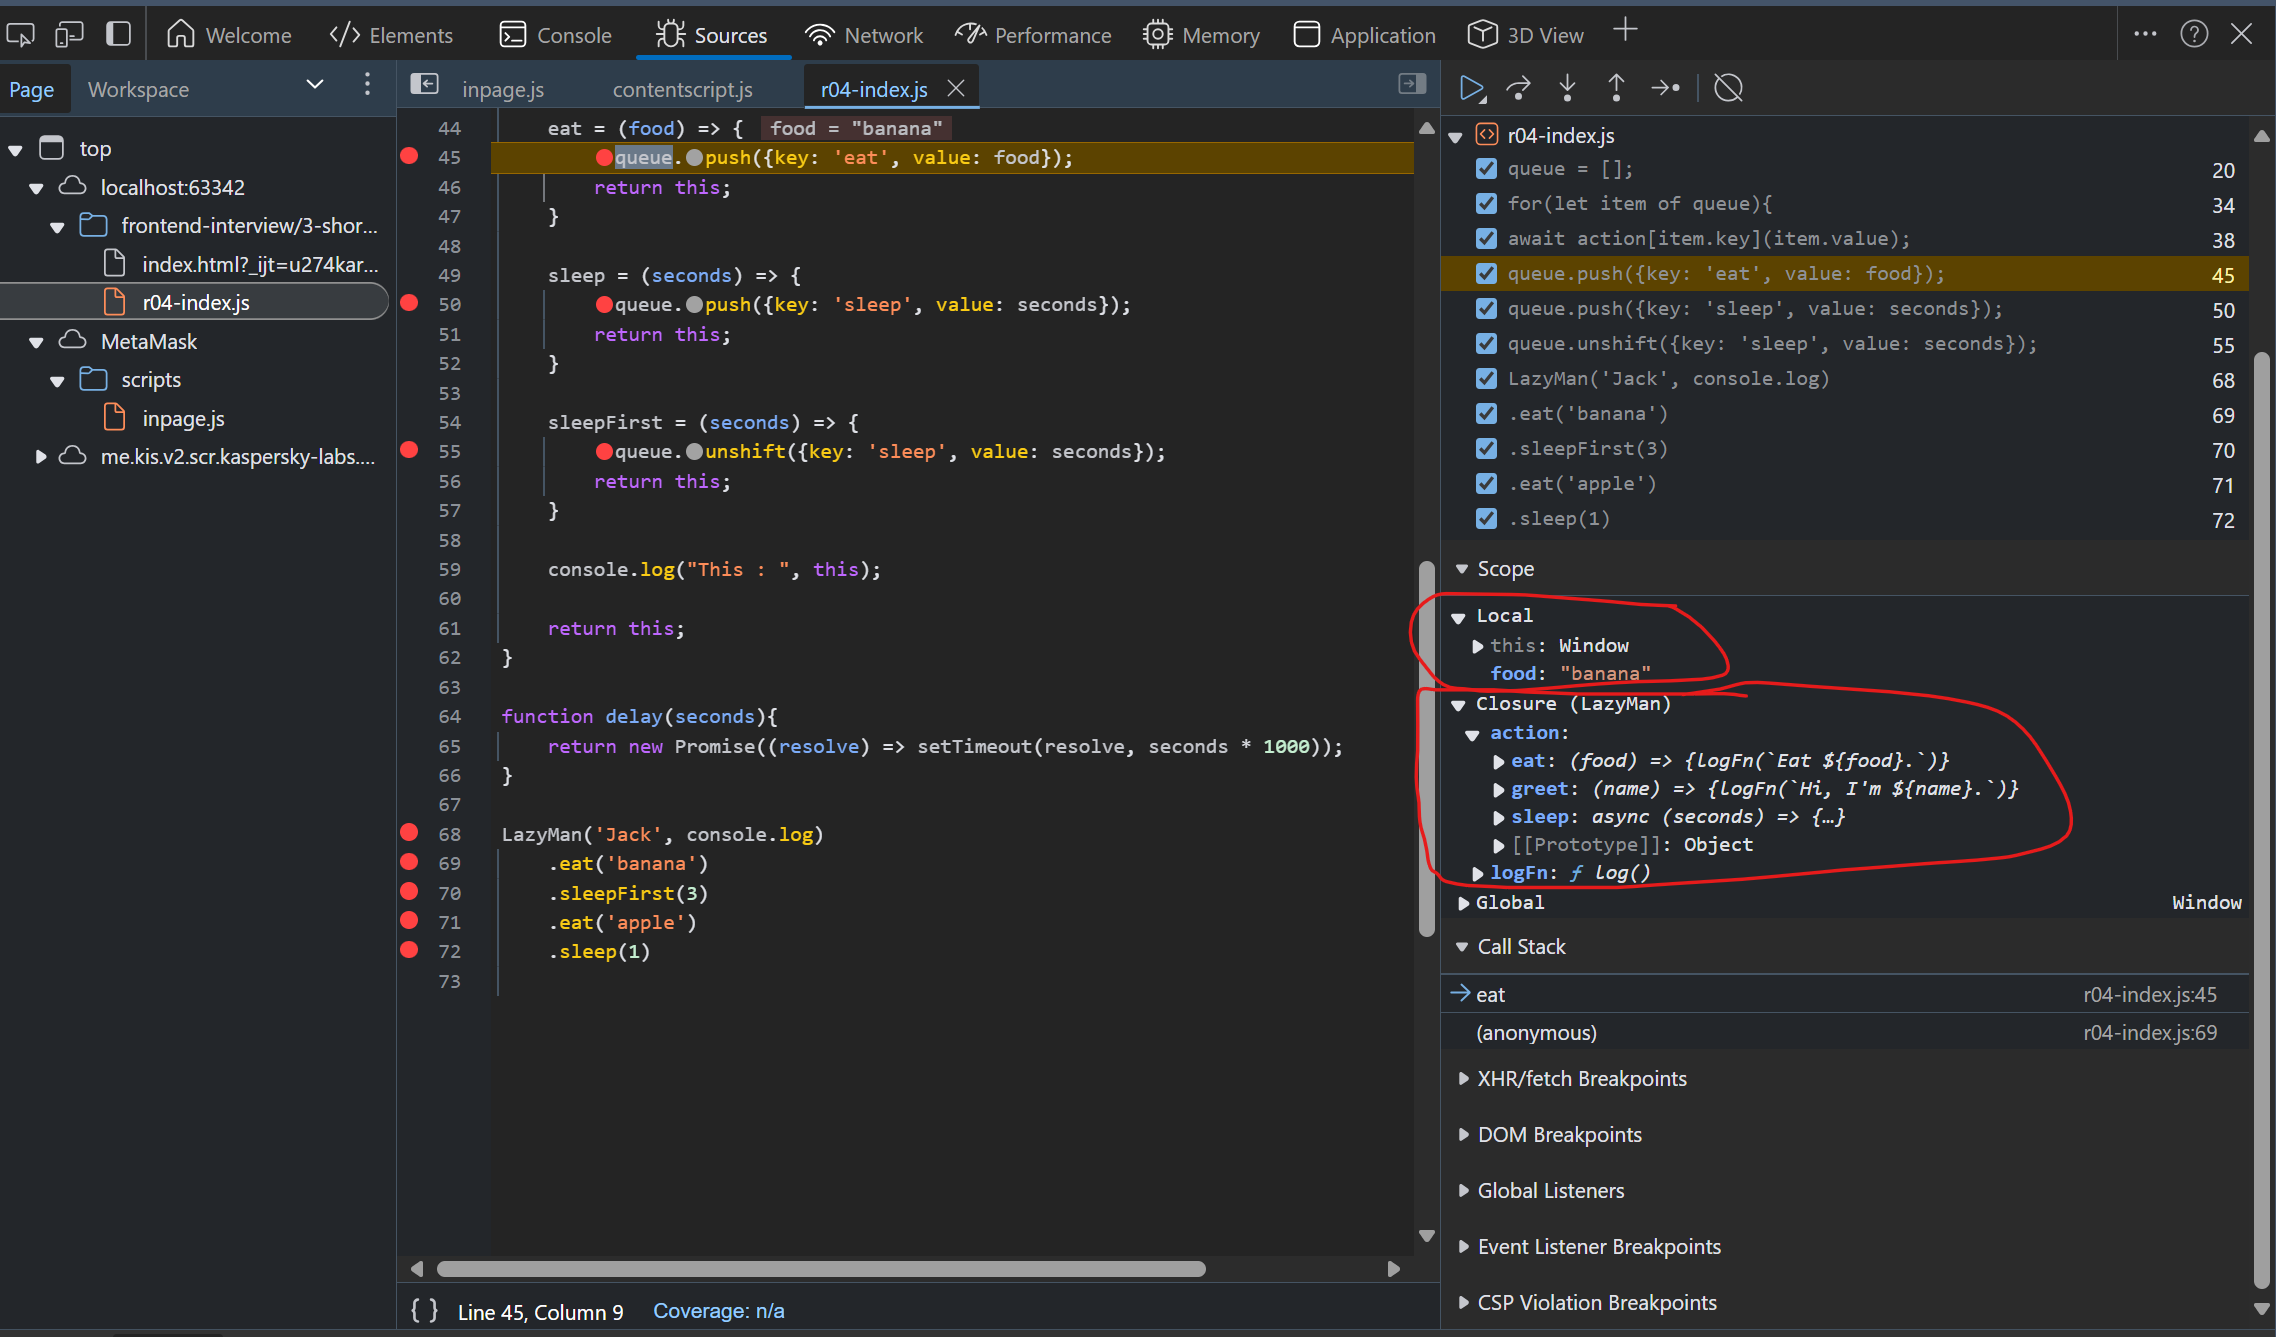 Welcome
Elements
Console
Sources
Network
Performance
Memory
Application
3D View
Page
Workspace
inpage.js
contentscript.js
r04-index.js
top
localhost:63342
frontend-interview/3-shor...
index.html?_ijt=u274kar...
r04-index.js
MetaMask
scripts
inpage.js
me.kis.v2.scr.kaspersky-labs....
44 eat = (food) => { food = "banana"
45 queue.push({key: 'eat', value: food});
46 return this;
47 }
48
49 sleep = (seconds) => {
50 queue.push({key: 'sleep', value: seconds});
51 return this;
52 }
53
54 sleepFirst = (seconds) => {
55 queue.unshift({key: 'sleep', value: seconds});
56 return this;
57 }
58
59 console.log("This : ", this);
60
61 return this;
62 }
63
64 function delay(seconds){
65 return new Promise((resolve) => setTimeout(resolve, seconds * 1000));
66 }
67
68 LazyMan('Jack', console.log)
69 .eat('banana')
70 .sleepFirst(3)
71 .eat('apple')
72 .sleep(1)
73
{ } Line 45, Column 9 Coverage: n/a
r04-index.js
queue = []; 20
for(let item of queue){ 34
await action[item.key](item.value); 38
queue.push({key: 'eat', value: food}); 45
queue.push({key: 'sleep', value: seconds}); 50
queue.unshift({key: 'sleep', value: seconds}); 55
LazyMan('Jack', console.log) 68
.eat('banana') 69
.sleepFirst(3) 70
.eat('apple') 71
.sleep(1) 72
Scope
Local
this: Window
food: "banana"
Closure (LazyMan)
action:
eat: (food) => {logFn(`Eat ${food}.`)}
greet: (name) => {logFn(`Hi, I'm ${name}.`)}
sleep: async (seconds) => {…}
[[Prototype]]: Object
logFn: ƒ log()
Global Window
Call Stack
eat r04-index.js:45
(anonymous) r04-index.js:69
XHR/fetch Breakpoints
DOM Breakpoints
Global Listeners
Event Listener Breakpoints
CSP Violation Breakpoints